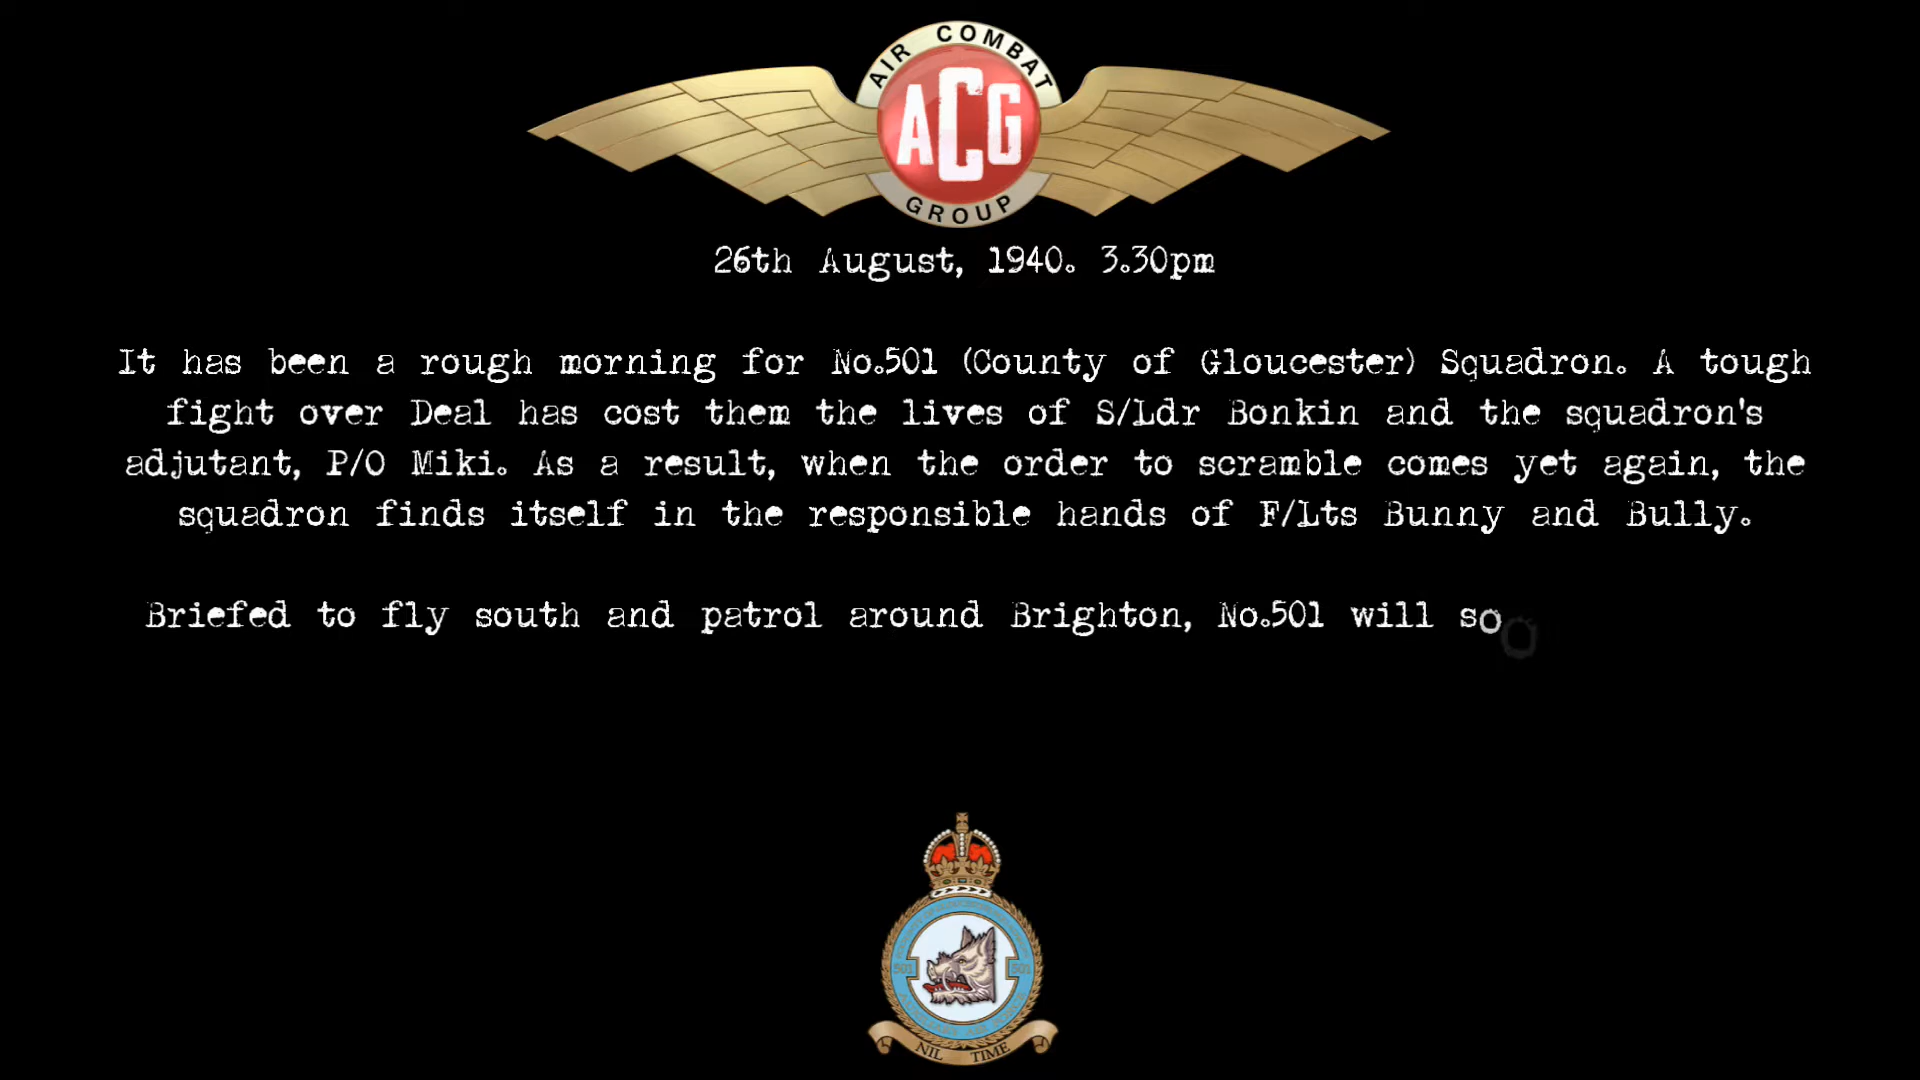 AIR COMBAT
ACG
GROUP
26th August, 1940. 3.30pm
It has been a rough morning for No.501 (County of Gloucester) Squadron. A tough
fight over Deal has cost them the lives of S/Ldr Bonkin and the squadron's
adjutant, P/O Miki. As a result, when the order to scramble comes yet again, the
squadron finds itself in the responsible hands of F/Lts Bunny and Bully.
Briefed to fly south and patrol around Brighton, No.501 will soo
501 501
NIL TIME